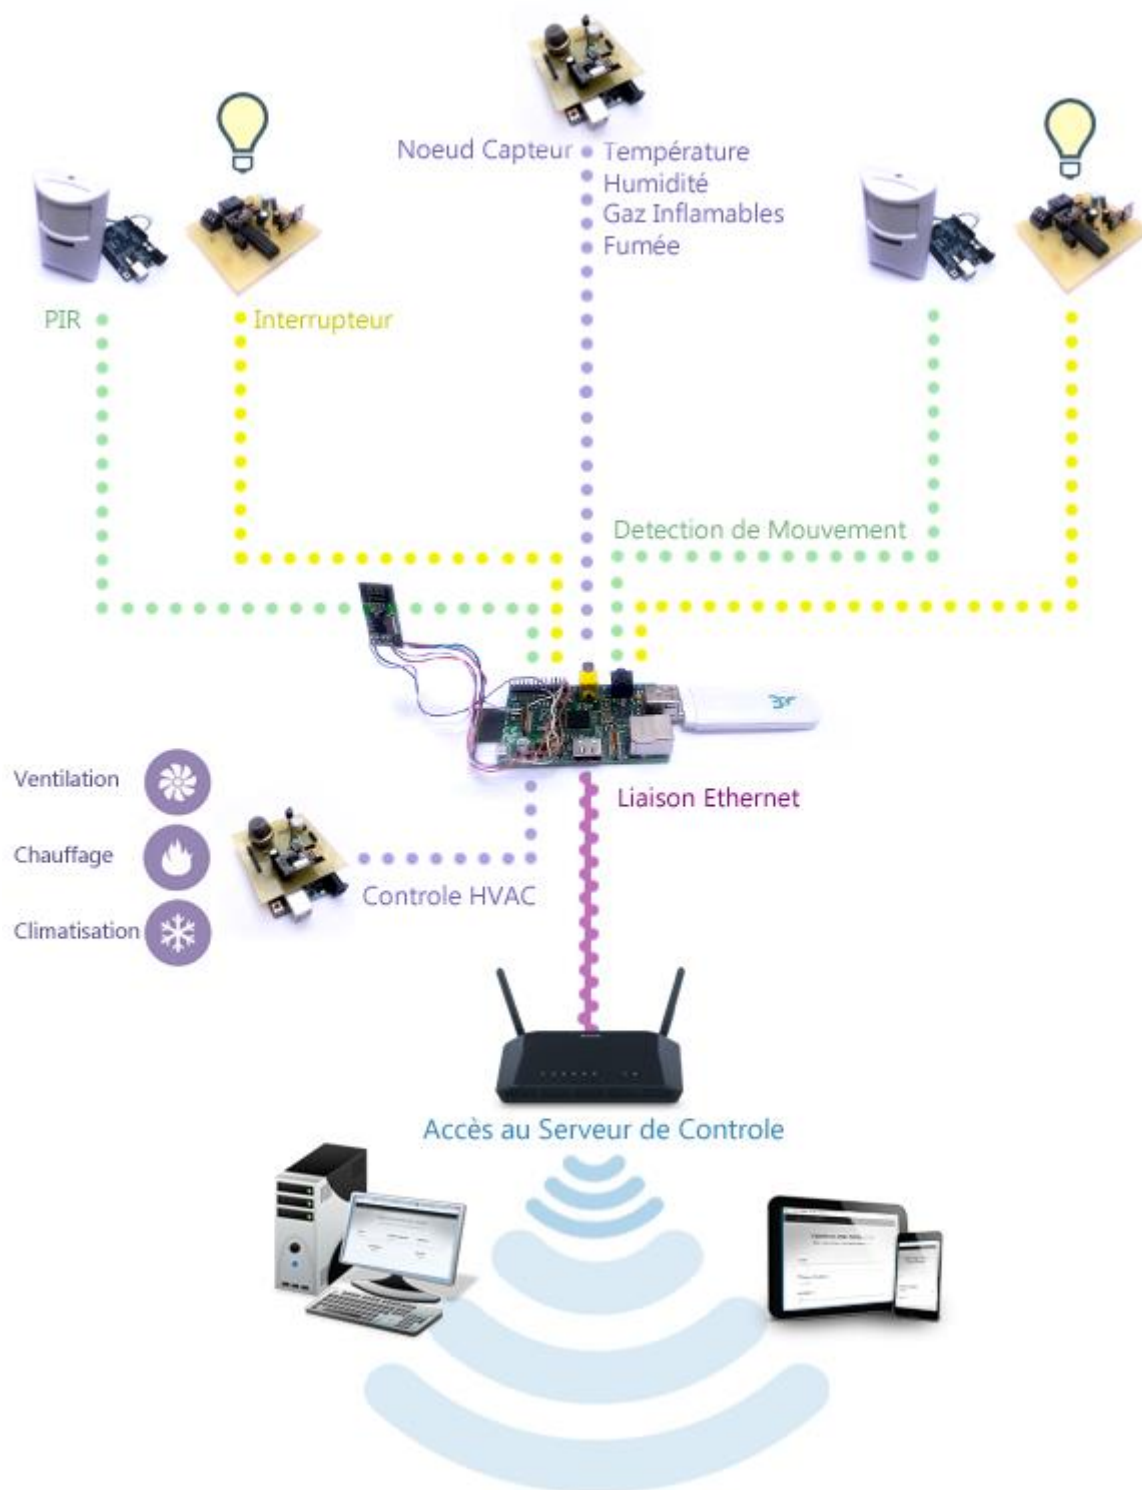 Noeud Capteur
Température
Humidité
Gaz Inflamables
Fumée
PIR
Interrupteur
Detection de Mouvement
Liaison Ethernet
Ventilation
Chauffage
Climatisation
Controle HVAC
Accès au Serveur de Controle